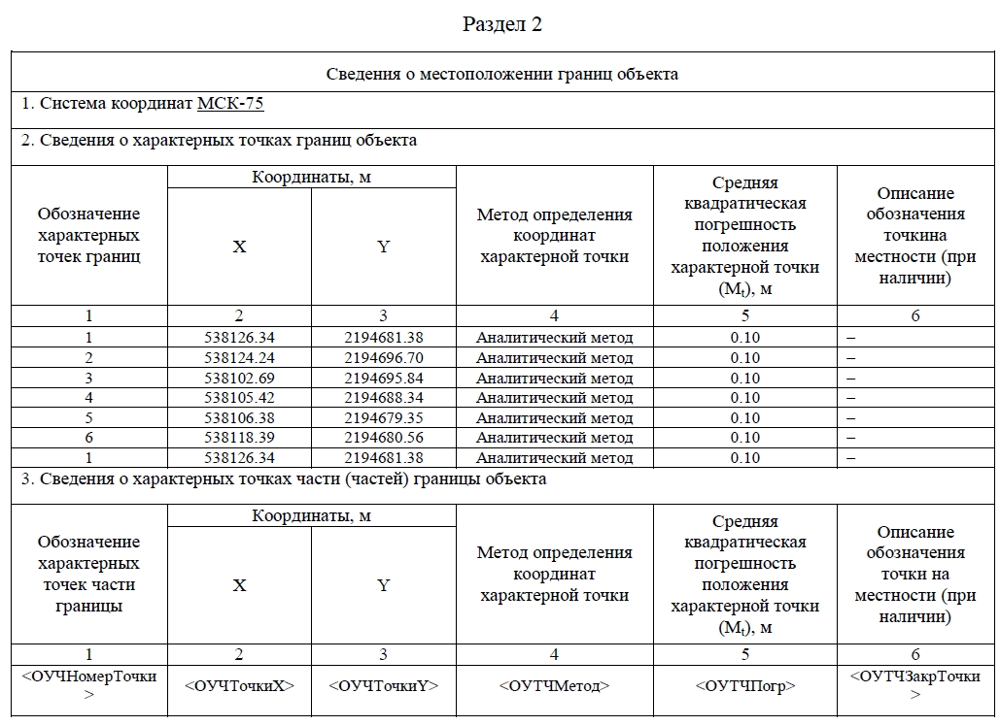 Раздел 2
Сведения о местоположении границ объекта
1. Система координат МСК-75
2. Сведения о характерных точках границ объекта
Обозначение
характерных
точек границ
Координаты, м
X
Y
Метод определения
координат
характерной точки
Средняя
квадратическая
погрешность
положения
характерной точки
(Mt), м
Описание
обозначения
точкина
местности (при
наличии)
1 2 3 4 5 6
1 538126.34 2194681.38 Аналитический метод 0.10 –
2 538124.24 2194696.70 Аналитический метод 0.10 –
3 538102.69 2194695.84 Аналитический метод 0.10 –
4 538105.42 2194688.34 Аналитический метод 0.10 –
5 538106.38 2194679.35 Аналитический метод 0.10 –
6 538118.39 2194680.56 Аналитический метод 0.10 –
1 538126.34 2194681.38 Аналитический метод 0.10 –
3. Сведения о характерных точках части (частей) границы объекта
Обозначение
характерных
точек части
границы
Координаты, м
X
Y
Метод определения
координат
характерной точки
Средняя
квадратическая
погрешность
положения
характерной точки
(Mt), м
Описание
обозначения
точки на
местности (при
наличии)
1 2 3 4 5 6
<ОУЧНомерТочки
>
<ОУЧТочкиX>
<ОУЧТочкиY>
<ОУТЧМетод>
<ОУТЧПогр>
<ОУТЧЗакрТочки
>